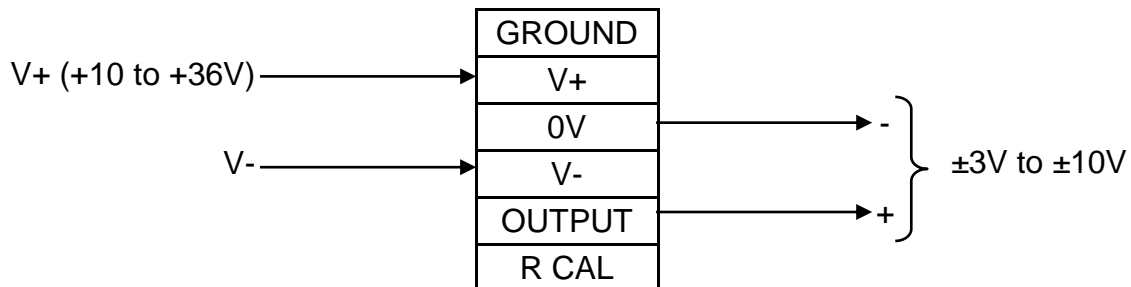 GROUND
V+ (+10 to +36V)
V+
0V
-
V-
V-
±3V to ±10V
OUTPUT
+
R CAL